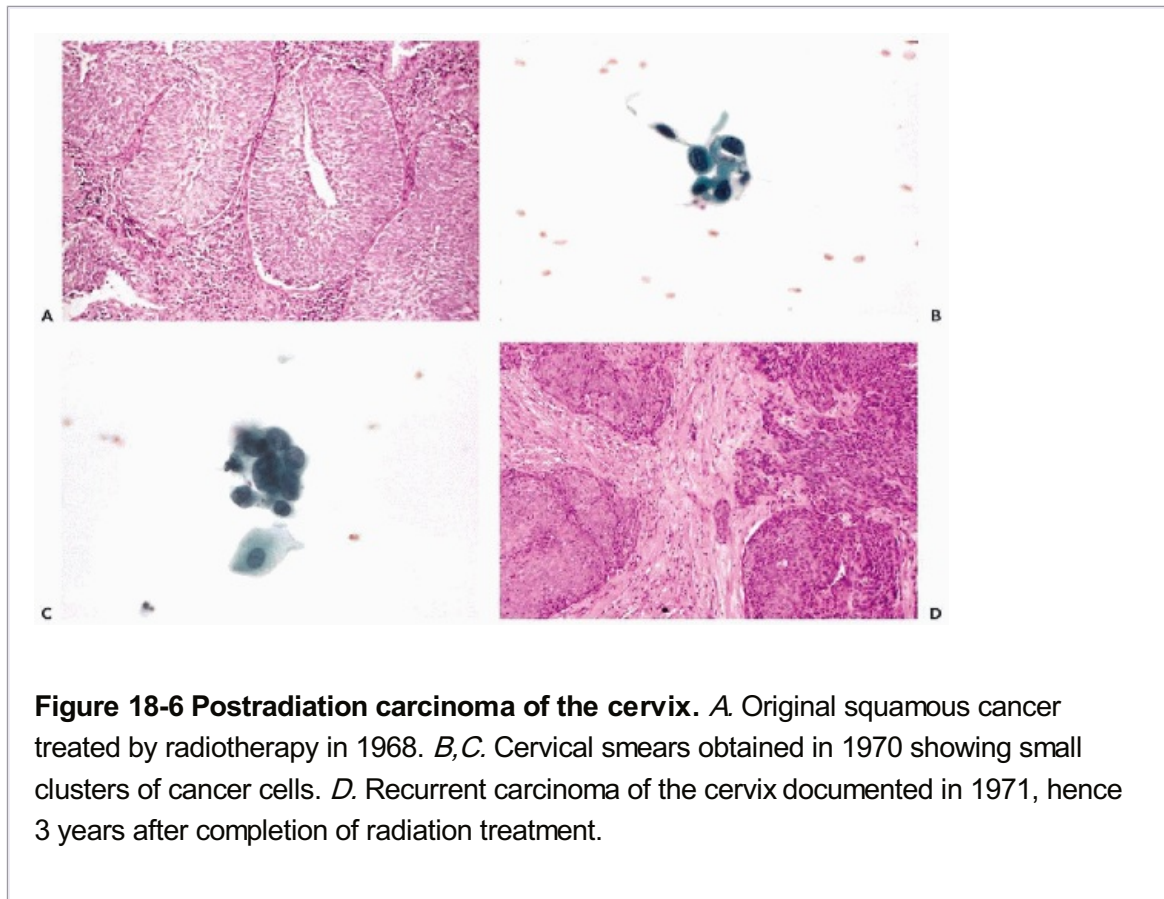 A
B
C
D
Figure 18-6 Postradiation carcinoma of the cervix. A. Original squamous cancer
treated by radiotherapy in 1968. B,C. Cervical smears obtained in 1970 showing small
clusters of cancer cells. D. Recurrent carcinoma of the cervix documented in 1971, hence
3 years after completion of radiation treatment.